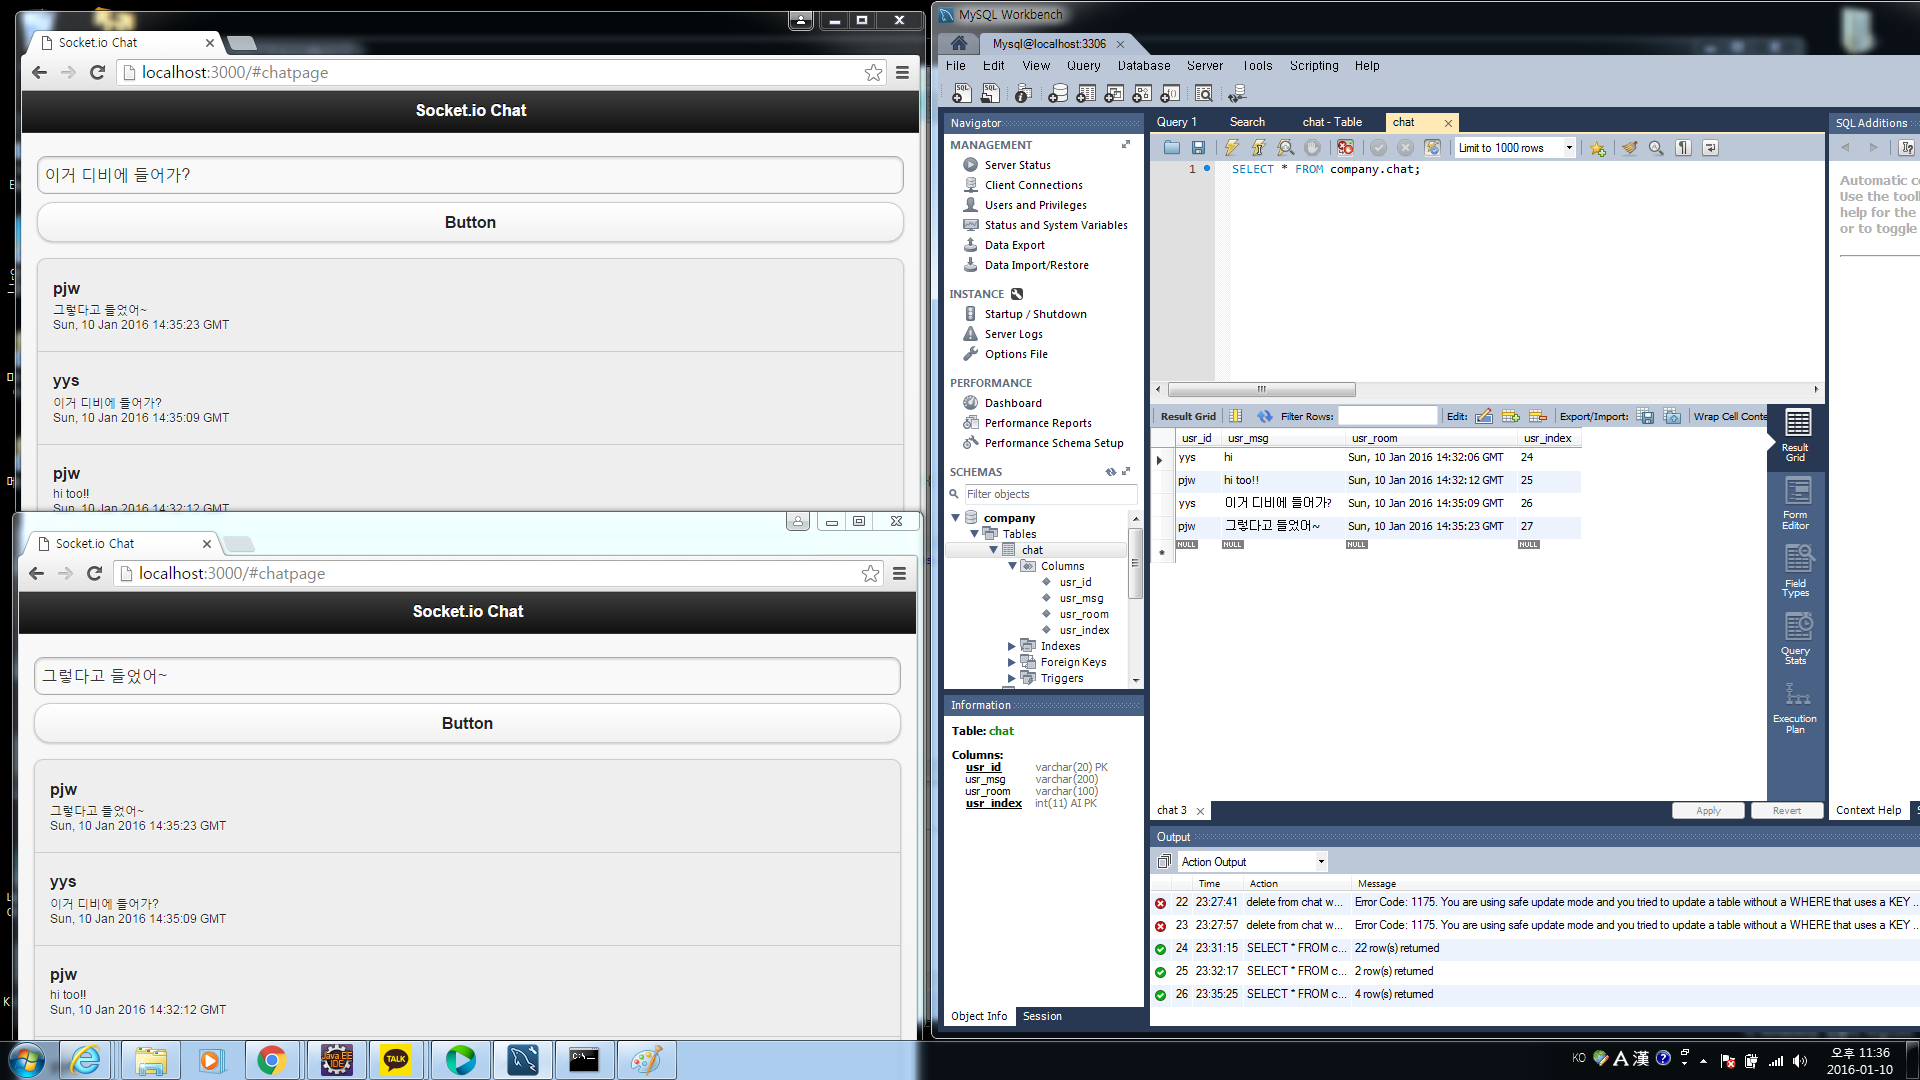 Socket.io Chat
localhost:3000/#chatpage
Socket.io Chat
이거 디비에 들어가?
Button
pjw
그렇다고 들었어~
Sun, 10 Jan 2016 14:35:23 GMT
yys
이거 디비에 들어가?
Sun, 10 Jan 2016 14:35:09 GMT
pjw
hi too!!
Sun, 10 Jan 2016 14:32:12 GMT
Socket.io Chat
localhost:3000/#chatpage
Socket.io Chat
그렇다고 들었어~
Button
pjw
그렇다고 들었어~
Sun, 10 Jan 2016 14:35:23 GMT
yys
이거 디비에 들어가?
Sun, 10 Jan 2016 14:35:09 GMT
pjw
hi too!!
Sun, 10 Jan 2016 14:32:12 GMT
MySQL Workbench
Mysql@localhost:3306
File Edit View Query Database Server Tools Scripting Help
Navigator
MANAGEMENT
Server Status
Client Connections
Users and Privileges
Status and System Variables
Data Export
Data Import/Restore
INSTANCE
Startup / Shutdown
Server Logs
Options File
PERFORMANCE
Dashboard
Performance Reports
Performance Schema Setup
SCHEMAS
Filter objects
company
Tables
chat
Columns
usr_id
usr_msg
usr_room
usr_index
Indexes
Foreign Keys
Triggers
Information
Table: chat
Columns:
usr_id varchar(20) PK
usr_msg varchar(200)
usr_room varchar(100)
usr_index int(11) AI PK
Object Info Session
Query 1 Search chat - Table chat
Limit to 1000 rows
1 SELECT * FROM company.chat;
Result Grid Filter Rows: Edit: Export/Import: Wrap Cell Conte
usr_id usr_msg usr_room usr_index
yys hi Sun, 10 Jan 2016 14:32:06 GMT 24
pjw hi too!! Sun, 10 Jan 2016 14:32:12 GMT 25
yys 이거 디비에 들어가? Sun, 10 Jan 2016 14:35:09 GMT 26
pjw 그렇다고 들었어~ Sun, 10 Jan 2016 14:35:23 GMT 27
NULL NULL NULL NULL
Result
Grid
Form
Editor
Field
Types
Query
Stats
Execution
Plan
chat 3
Apply Revert
SQL Additions
Automatic c
Use the tool
help for the
or to toggle
Context Help
Output
Action Output
Time Action Message
22 23:27:41 delete from chat w... Error Code: 1175. You are using safe update mode and you tried to update a table without a WHERE that uses a KEY ...
23 23:27:57 delete from chat w... Error Code: 1175. You are using safe update mode and you tried to update a table without a WHERE that uses a KEY ...
24 23:31:15 SELECT * FROM c... 22 row(s) returned
25 23:32:17 SELECT * FROM c... 2 row(s) returned
26 23:35:25 SELECT * FROM c... 4 row(s) returned
Java EE
IDE
TALK
C:\
KO A 漢
오후 11:36
2016-01-10